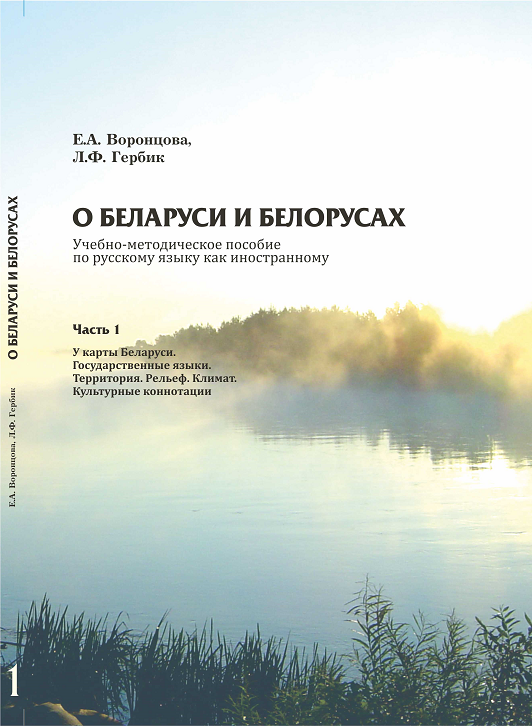 Е.А. Воронцова,
Л.Ф. Гербик
О БЕЛАРУСИ И БЕЛОРУСАХ
Учебно-методическое пособие
по русскому языку как иностранному
Часть 1
У карты Беларуси.
Государственные языки.
Территория. Рельеф. Климат.
Культурные коннотации
Е.А. Воронцова, Л.Ф. Гербик
О БЕЛАРУСИ И БЕЛОРУСАХ
1